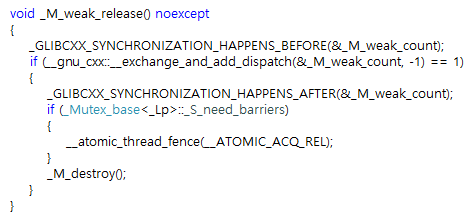 void _M_weak_release() noexcept
{
_GLIBCXX_SYNCHRONIZATION_HAPPENS_BEFORE(&_M_weak_count);
if (__gnu_cxx::__exchange_and_add_dispatch(&_M_weak_count, -1) == 1)
{
_GLIBCXX_SYNCHRONIZATION_HAPPENS_AFTER(&_M_weak_count);
if (_Mutex_base<_Lp>::_S_need_barriers)
{
__atomic_thread_fence(__ATOMIC_ACQ_REL);
}
_M_destroy();
}
}